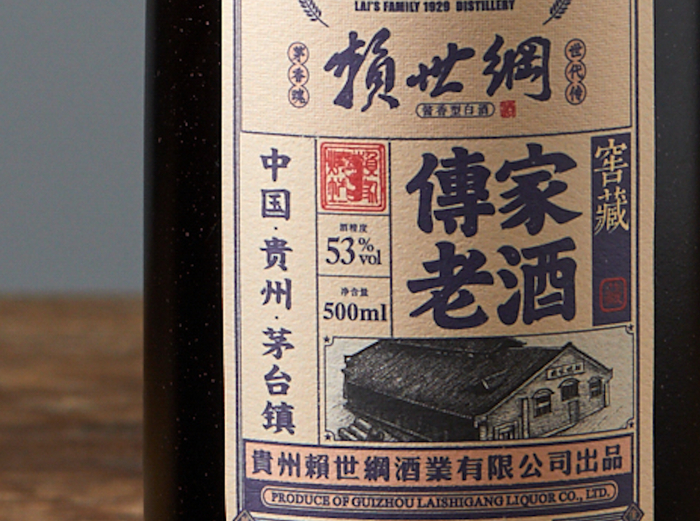 LAI'S FAMILY 1929 DISTILLERY
茅香魂
賴世綱
世代传
酱香型白酒
中国·貴州·茅台镇
酒精度
53%vol
净含量
500ml
傳家
老酒
窖藏
貴州賴世綱酒業有限公司出品
PRODUCE OF GUIZHOU LAISHIGANG LIQUOR CO., LTD.